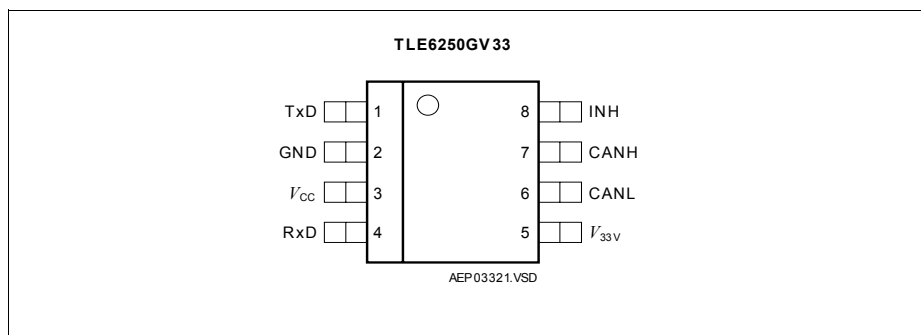 TLE6250GV33
TxD 1 8 INH
GND 2 7 CANH
VCC 3 6 CANL
RxD 4 5 V33V
AEP03321.VSD